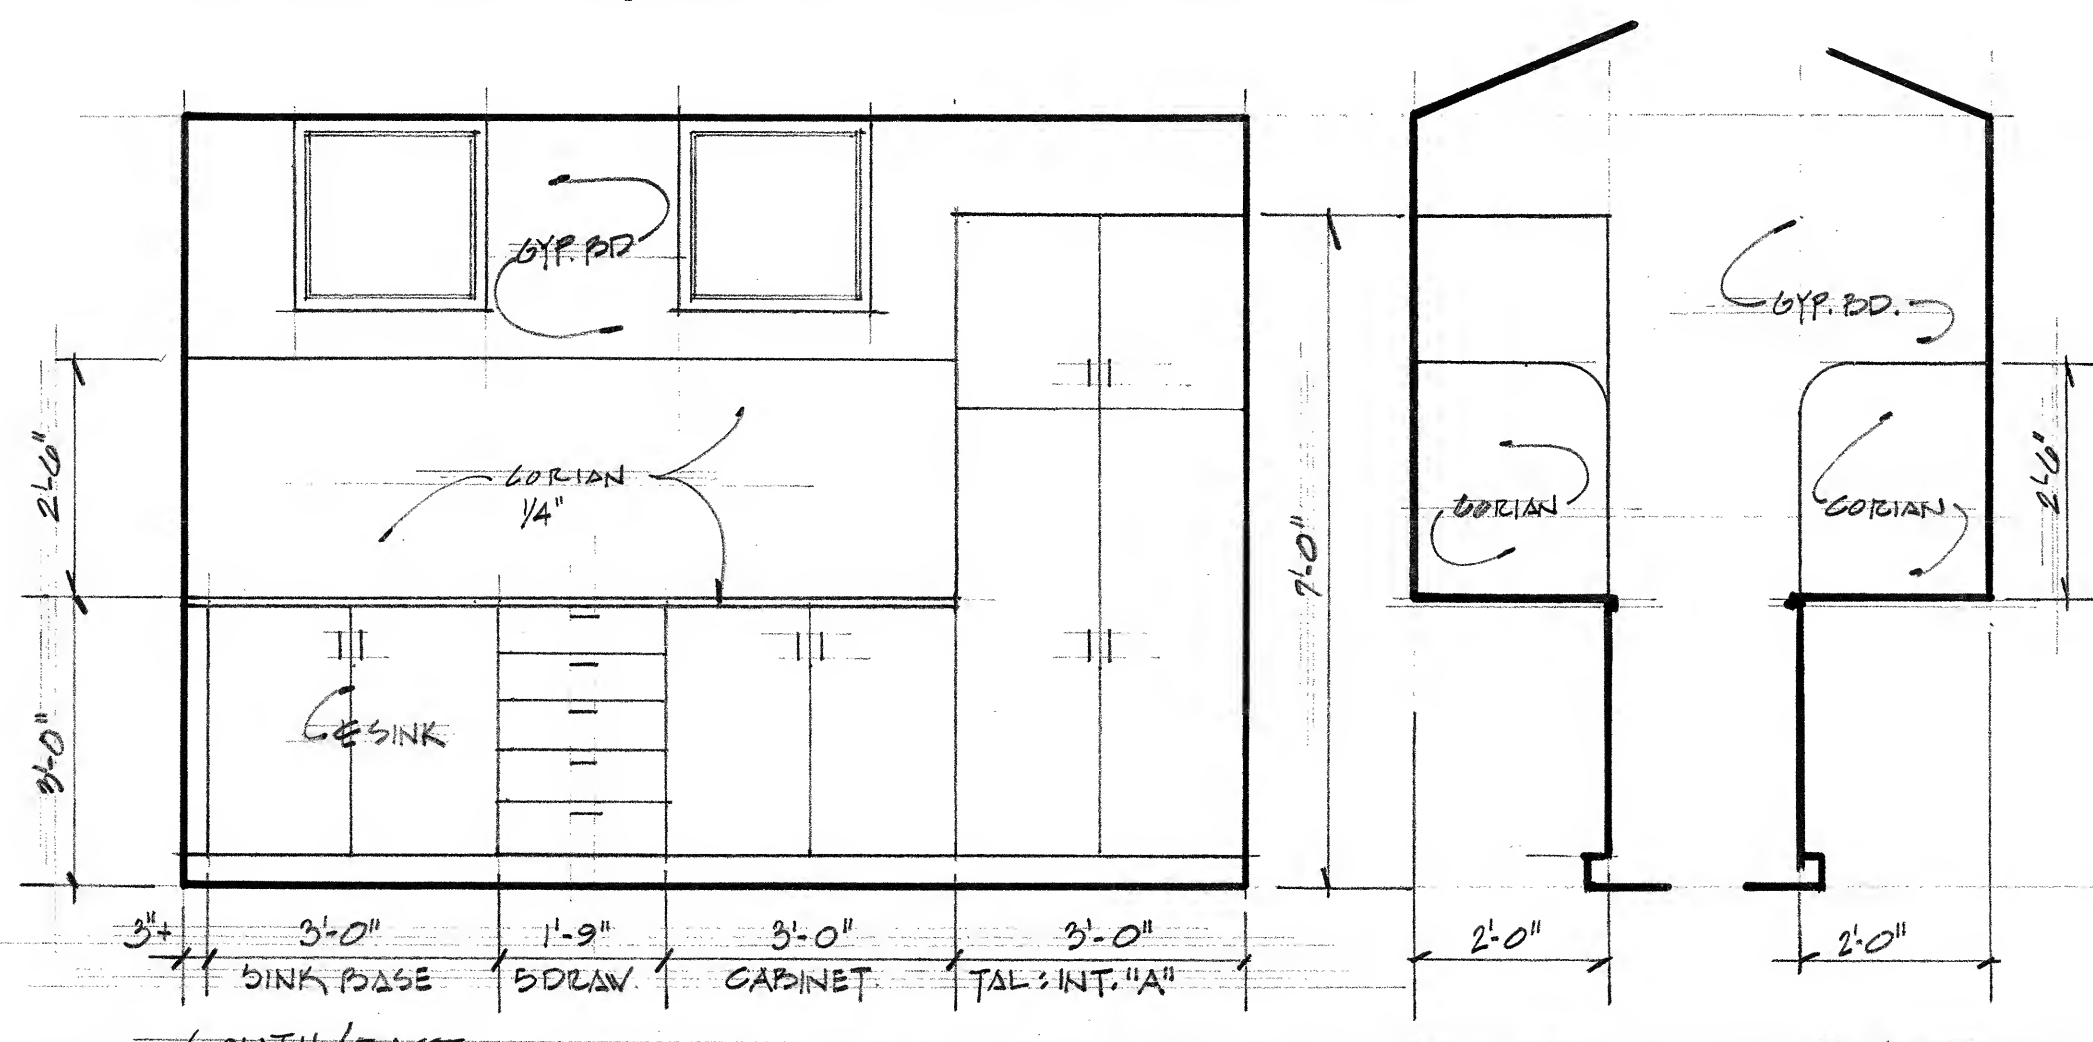 GYP. BD
GYP. BD.
2'-6"
CORIAN
1/4"
7'-0"
CORIAN
CORIAN
2'-6"
3'-0"
℄ SINK
3"+
3'-0"
1'-9"
3'-0"
3'-0"
2'-0"
2'-0"
SINK BASE
5 DRAW.
CABINET
TAL: INT. "A"